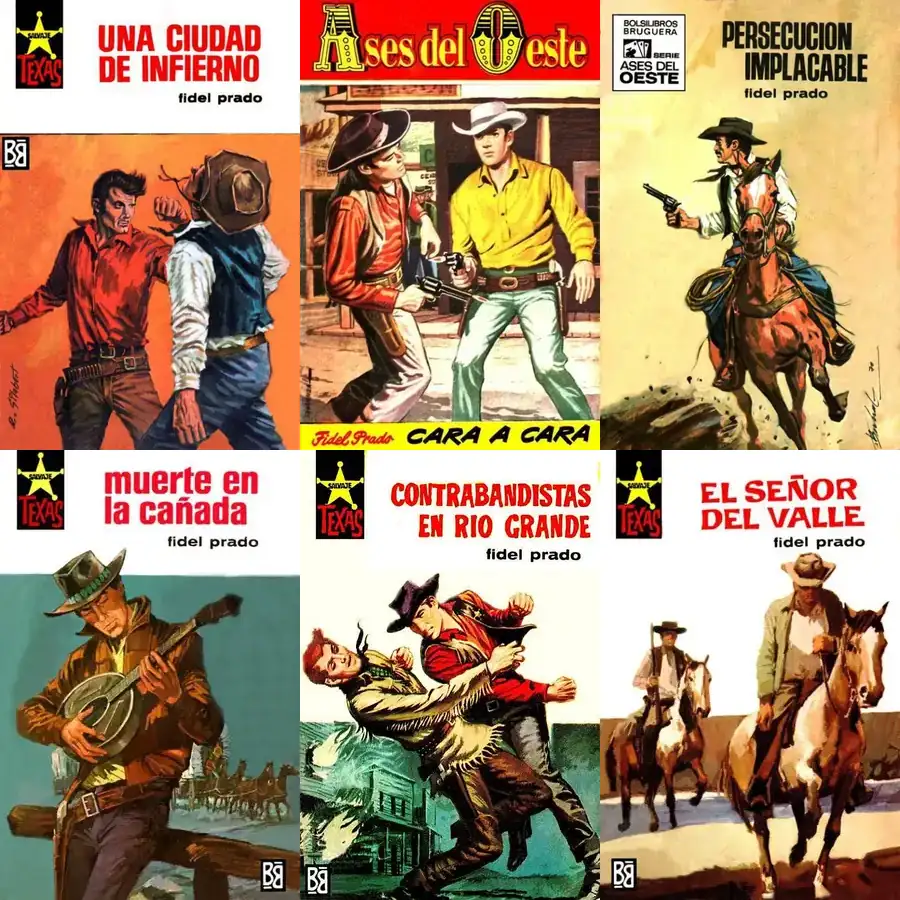 SALVAJE
TEXAS
UNA CIUDAD
DE INFIERNO
fidel prado
BB
Ases del Oeste
Fidel Prado
CARA A CARA
BOLSILIBROS
BRUGUERA
SERIE
ASES DEL
OESTE
PERSECUCION
IMPLACABLE
fidel prado
SALVAJE
TEXAS
muerte en
la cañada
fidel prado
BB
SALVAJE
TEXAS
CONTRABANDISTAS
EN RIO GRANDE
fidel prado
BB
SALVAJE
TEXAS
EL SEÑOR
DEL VALLE
fidel prado
BB